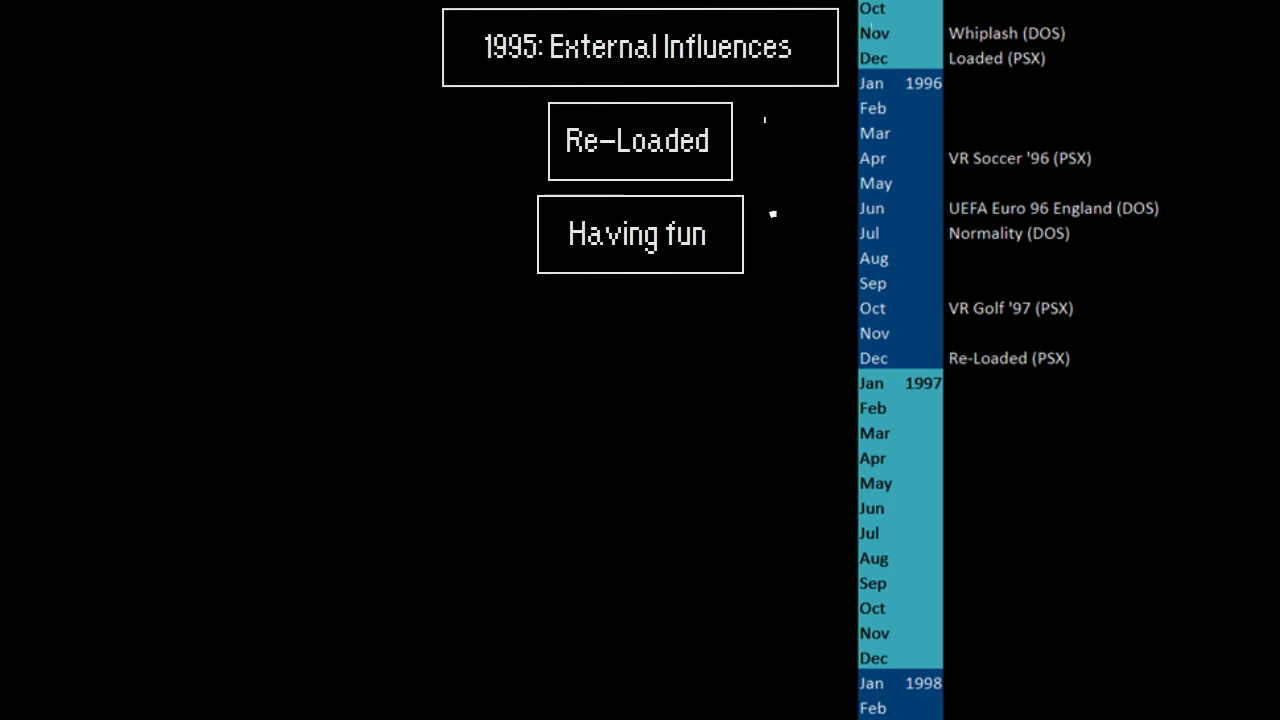 1995: External Influences
Re-Loaded
Having fun
Oct
Nov Whiplash (DOS)
Dec Loaded (PSX)
Jan 1996
Feb
Mar
Apr VR Soccer '96 (PSX)
May
Jun UEFA Euro 96 England (DOS)
Jul Normality (DOS)
Aug
Sep
Oct VR Golf '97 (PSX)
Nov
Dec Re-Loaded (PSX)
Jan 1997
Feb
Mar
Apr
May
Jun
Jul
Aug
Sep
Oct
Nov
Dec
Jan 1998
Feb